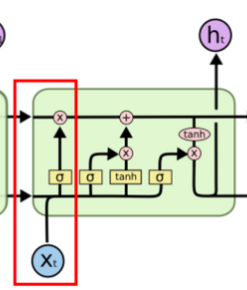 hₜ
x +
tanh
x x
σ σ tanh σ
Xₜ